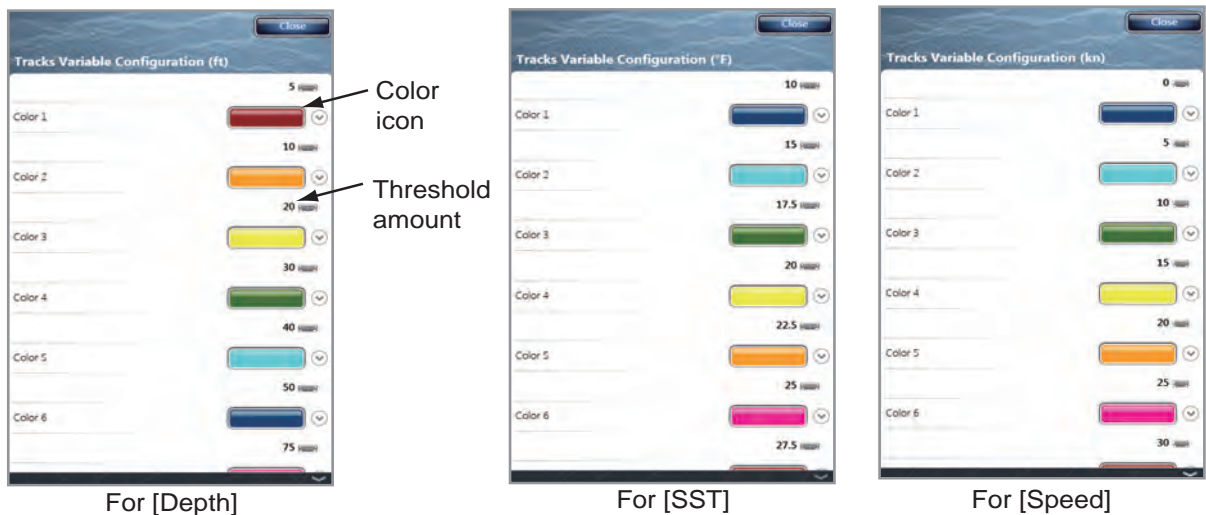 Close
Tracks Variable Configuration (ft)
5
Color 1
10
Color 2
20
Color 3
30
Color 4
40
Color 5
50
Color 6
75
Color
icon
Threshold
amount
For [Depth]
Close
Tracks Variable Configuration (°F)
10
Color 1
15
Color 2
17.5
Color 3
20
Color 4
22.5
Color 5
25
Color 6
27.5
For [SST]
Close
Tracks Variable Configuration (kn)
0
Color 1
5
Color 2
10
Color 3
15
Color 4
20
Color 5
25
Color 6
30
For [Speed]